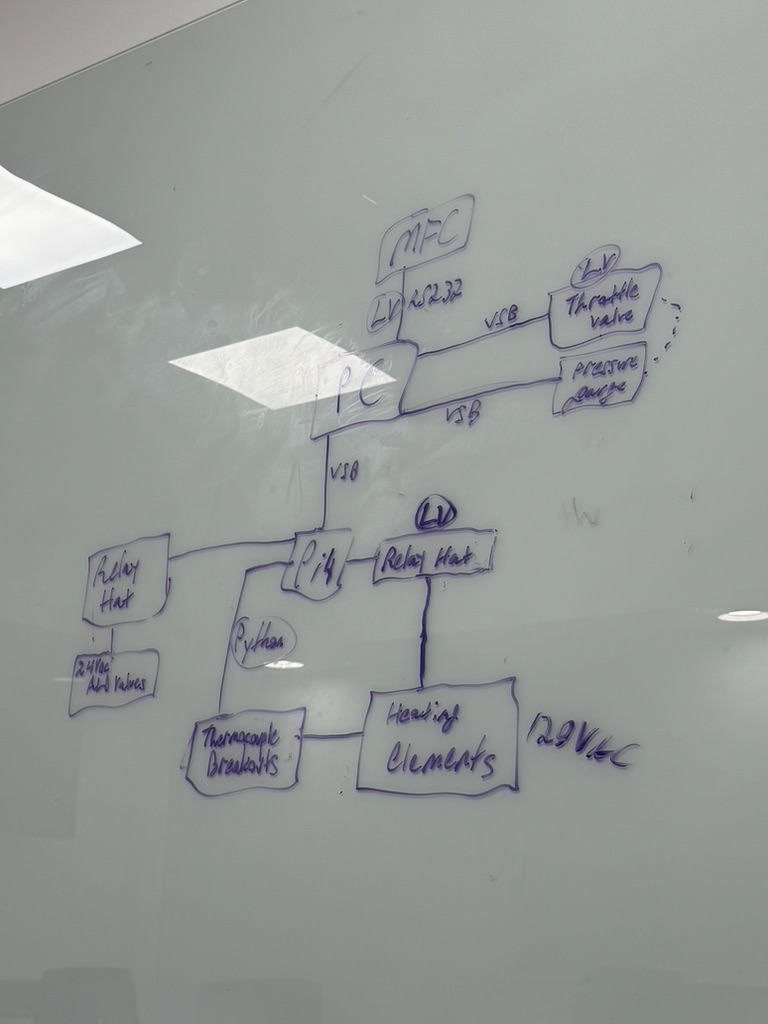 MFC
LV
RS232
LV
Throttle
valve
USB
PC
Pressure
Gauge
USB
USB
LV
Relay
Hat
Pi4
Relay Hat
Python
24VDC
ALD Valves
Thermocouple
Breakouts
Heating
Elements
120VAC